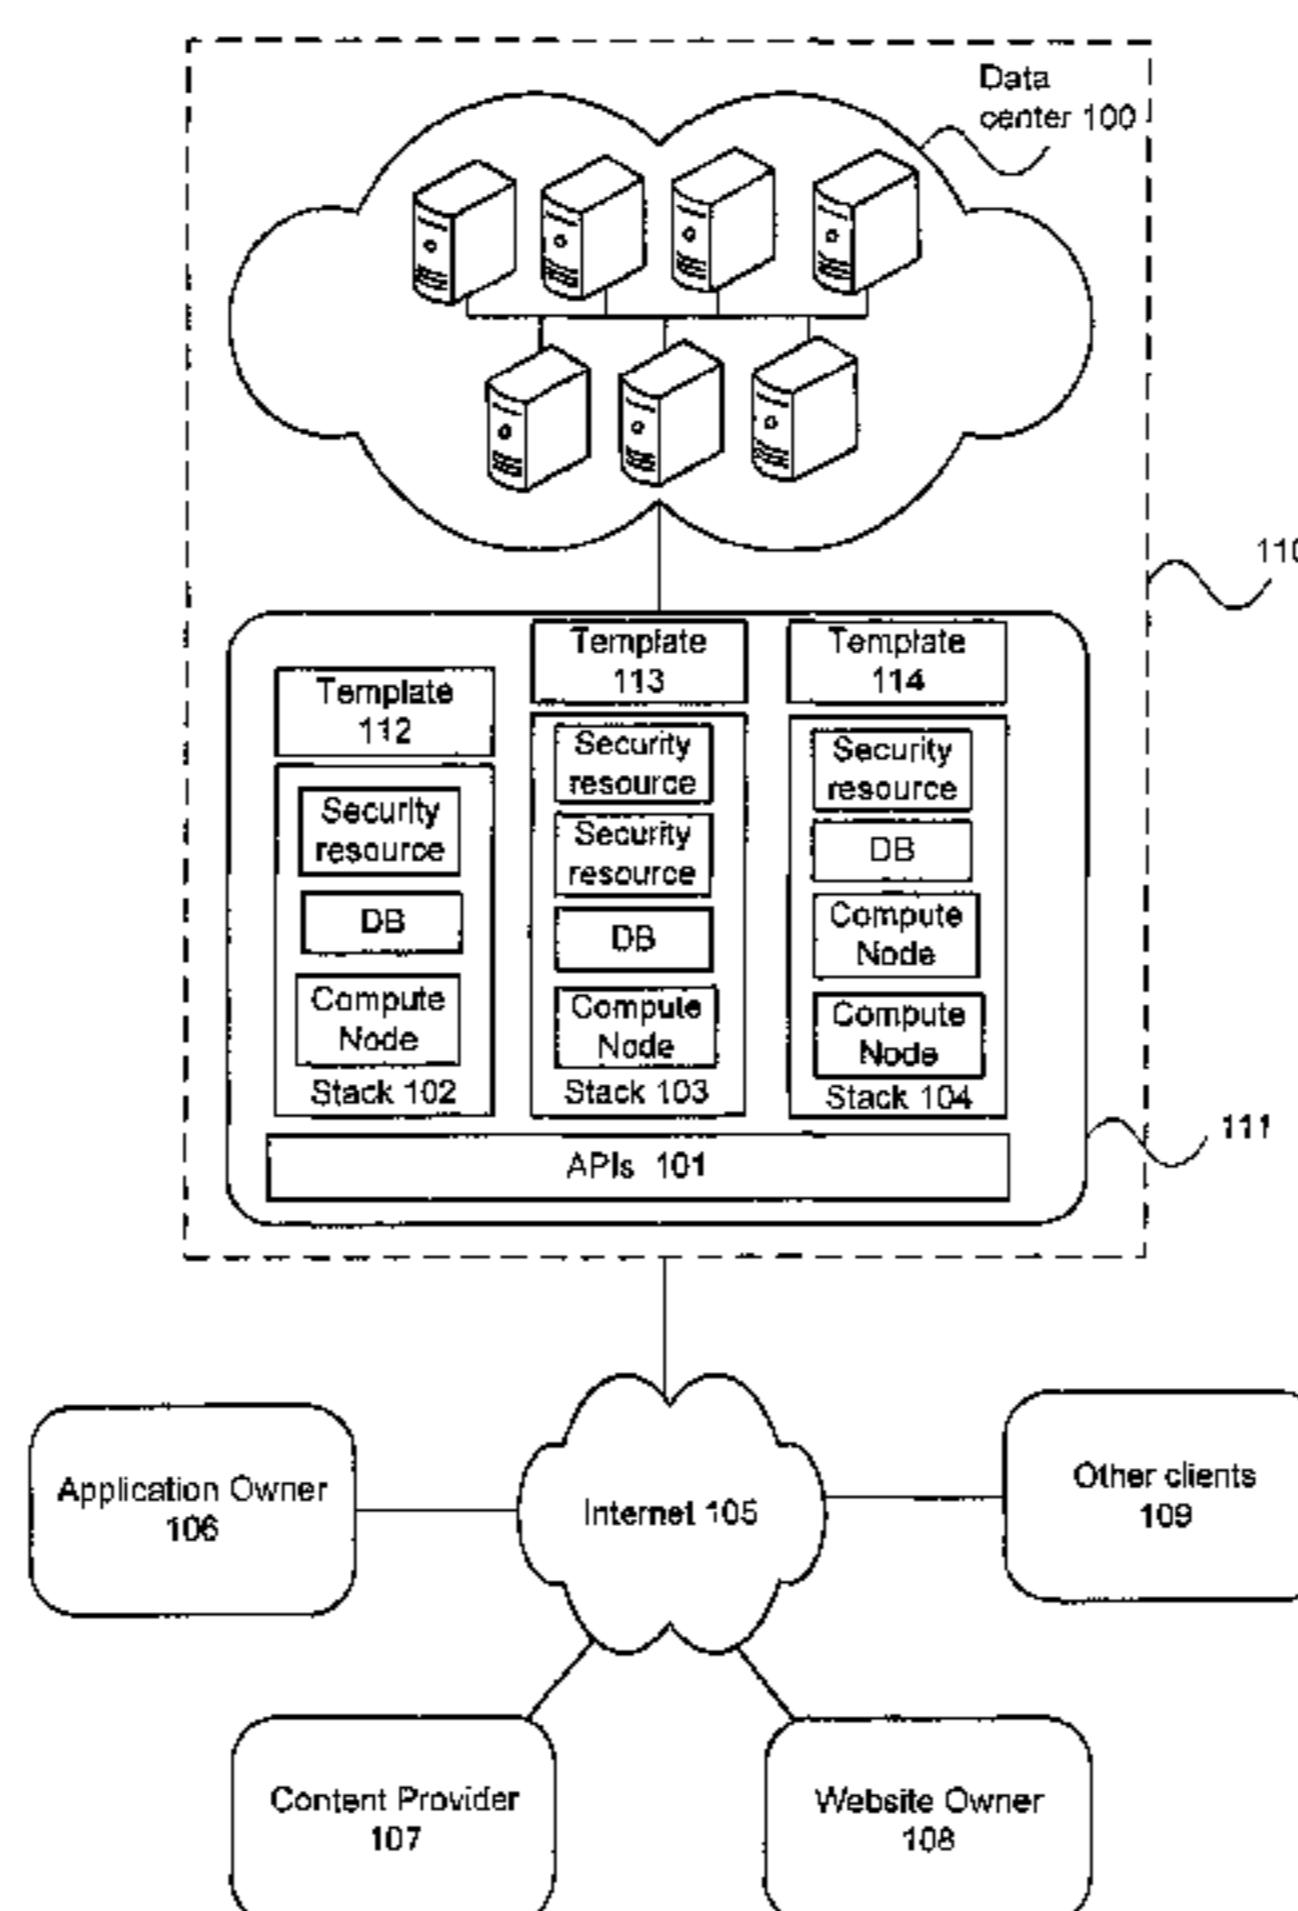 Data
center 100
110
Template
112
Security
resource
DB
Compute
Node
Stack 102
Template
113
Security
resource
Security
resource
DB
Compute
Node
Stack 103
Template
114
Security
resource
DB
Compute
Node
Compute
Node
Stack 104
APIs 101
111
Application Owner
106
Internet 105
Other clients
109
Content Provider
107
Website Owner
108